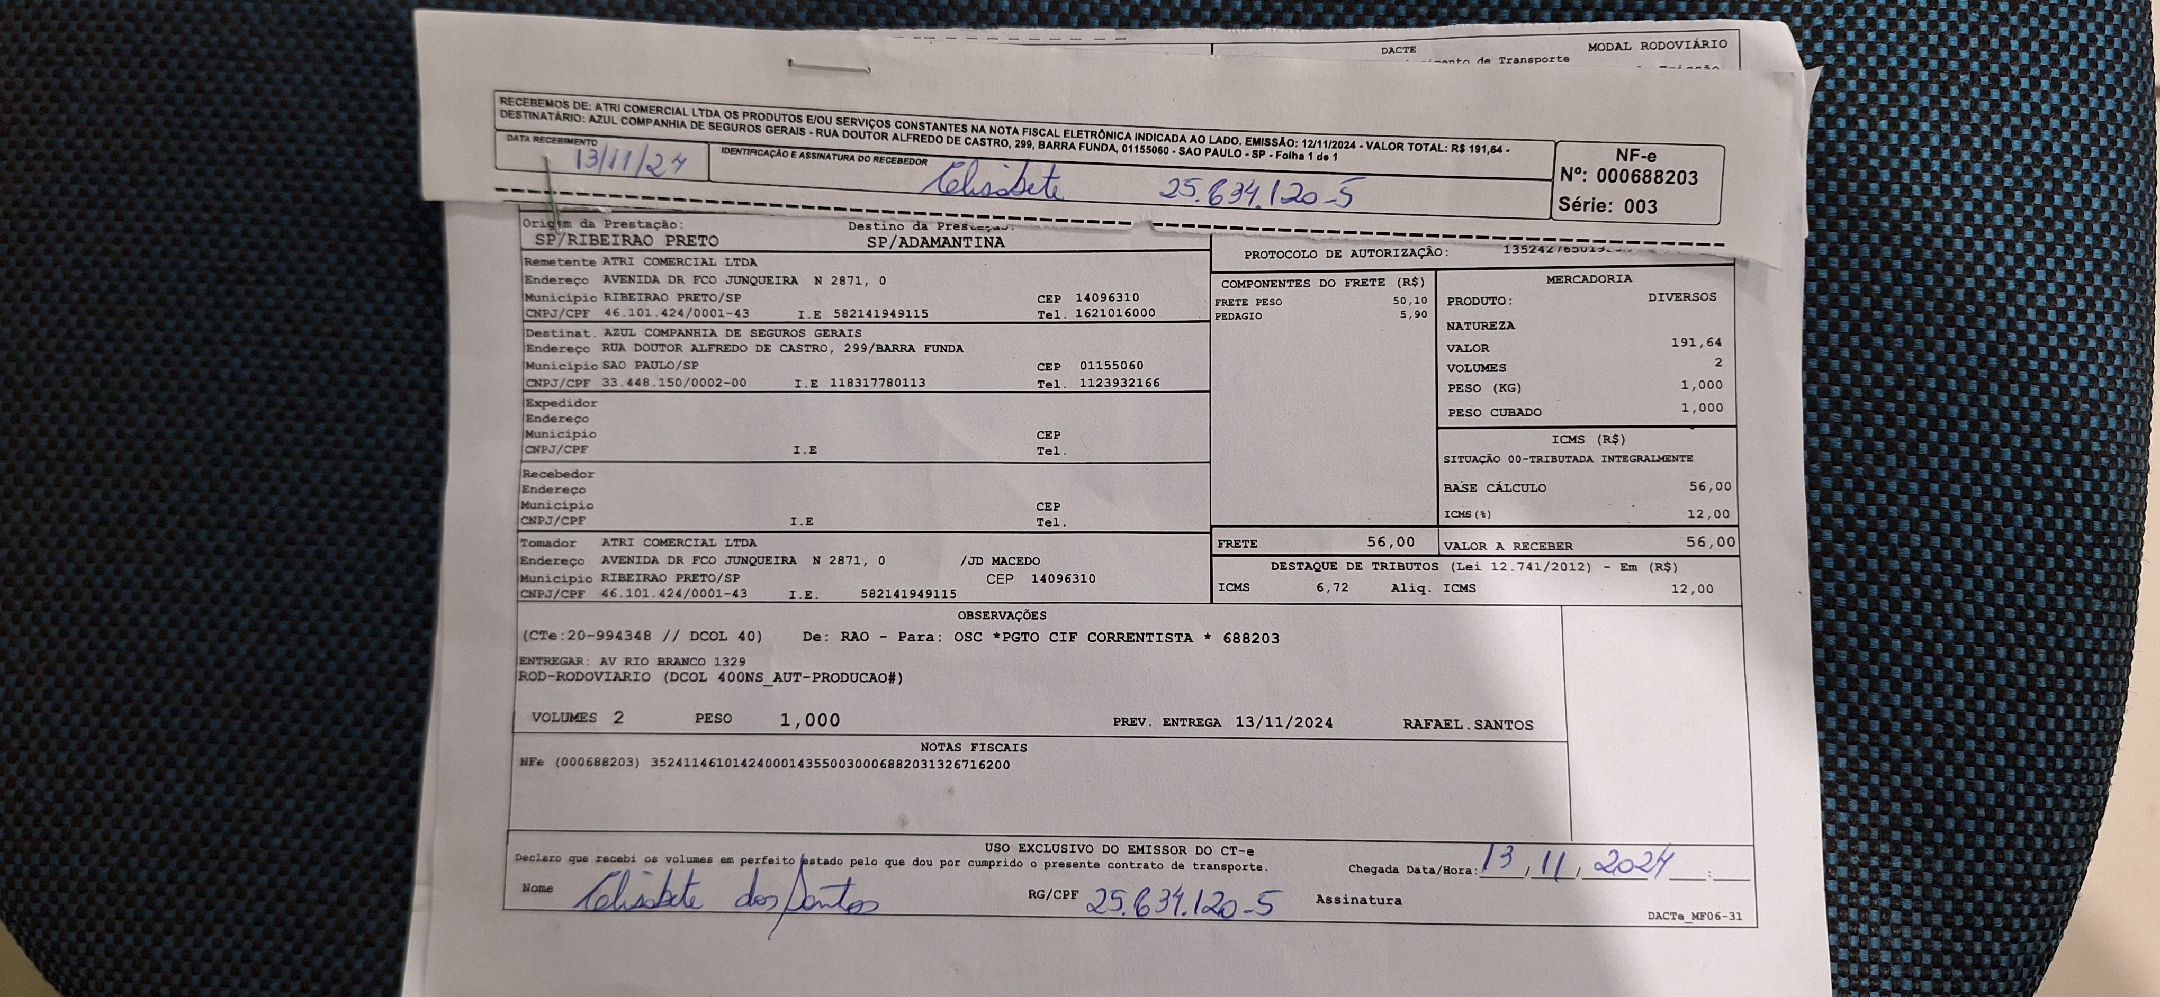 DACTE
MODAL RODOVIÁRIO
de Transporte
RECEBEMOS DE: ATRI COMERCIAL LTDA OS PRODUTOS E/OU SERVIÇOS CONSTANTES NA NOTA FISCAL ELETRÔNICA INDICADA AO LADO. EMISSÃO: 12/11/2024 - VALOR TOTAL: R$ 191,64 -
DESTINATÁRIO: AZUL COMPANHIA DE SEGUROS GERAIS - RUA DOUTOR ALFREDO DE CASTRO, 299, BARRA FUNDA, 01155060 - SAO PAULO - SP - Folha 1 de 1
DATA RECEBIMENTO
13/11/24
IDENTIFICAÇÃO E ASSINATURA DO RECEBEDOR
Elisabete 25.634.120-5
NF-e
Nº: 000688203
Série: 003
Origem da Prestação:
SP/RIBEIRAO PRETO
Destino da Prestação:
SP/ADAMANTINA
Remetente ATRI COMERCIAL LTDA
Endereço AVENIDA DR FCO JUNQUEIRA N 2871, 0
Município RIBEIRAO PRETO/SP CEP 14096310
CNPJ/CPF 46.101.424/0001-43 I.E 582141949115 Tel. 1621016000
Destinat. AZUL COMPANHIA DE SEGUROS GERAIS
Endereço RUA DOUTOR ALFREDO DE CASTRO, 299/BARRA FUNDA
Município SAO PAULO/SP CEP 01155060
CNPJ/CPF 33.448.150/0002-00 I.E 118317780113 Tel. 1123932166
Expedidor
Endereço
Município CEP
CNPJ/CPF I.E Tel.
Recebedor
Endereço
Município CEP
CNPJ/CPF I.E Tel.
Tomador ATRI COMERCIAL LTDA
Endereço AVENIDA DR FCO JUNQUEIRA N 2871, 0 /JD MACEDO
Município RIBEIRAO PRETO/SP CEP 14096310
CNPJ/CPF 46.101.424/0001-43 I.E. 582141949115
PROTOCOLO DE AUTORIZAÇÃO:
COMPONENTES DO FRETE (R$)
FRETE PESO 50,10
PEDAGIO 5,90
MERCADORIA
PRODUTO: DIVERSOS
NATUREZA
VALOR 191,64
VOLUMES 2
PESO (KG) 1,000
PESO CUBADO 1,000
ICMS (R$)
SITUAÇÃO 00-TRIBUTADA INTEGRALMENTE
BASE CÁLCULO 56,00
ICMS(%) 12,00
FRETE 56,00
VALOR A RECEBER 56,00
DESTAQUE DE TRIBUTOS (Lei 12.741/2012) - Em (R$)
ICMS 6,72 Aliq. ICMS 12,00
OBSERVAÇÕES
(CTe:20-994348 // DCOL 40) De: RAO - Para: OSC *PGTO CIF CORRENTISTA * 688203
ENTREGAR: AV RIO BRANCO 1329
ROD-RODOVIARIO (DCOL 400NS_AUT-PRODUCAO#)
VOLUMES 2 PESO 1,000 PREV. ENTREGA 13/11/2024 RAFAEL.SANTOS
NOTAS FISCAIS
NFe (000688203) 35241146101424000143550030006882031326716200
USO EXCLUSIVO DO EMISSOR DO CT-e
Declaro que recebi os volumes em perfeito estado pelo que dou por cumprido o presente contrato de transporte.
Chegada Data/Hora: 13/11/2024 :
Nome Elisabete dos Santos RG/CPF 25.634.120-5 Assinatura
DACTe_MF06-31